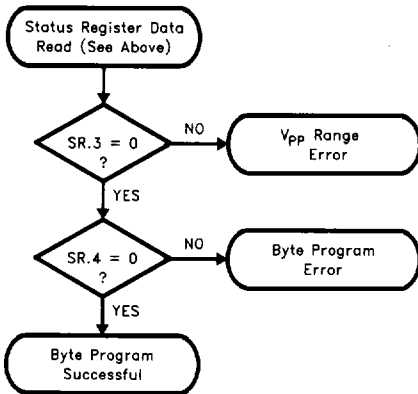 Status Register Data
Read (See Above)
SR.3 = 0
?
NO
Vpp Range
Error
YES
SR.4 = 0
?
NO
Byte Program
Error
YES
Byte Program
Successful